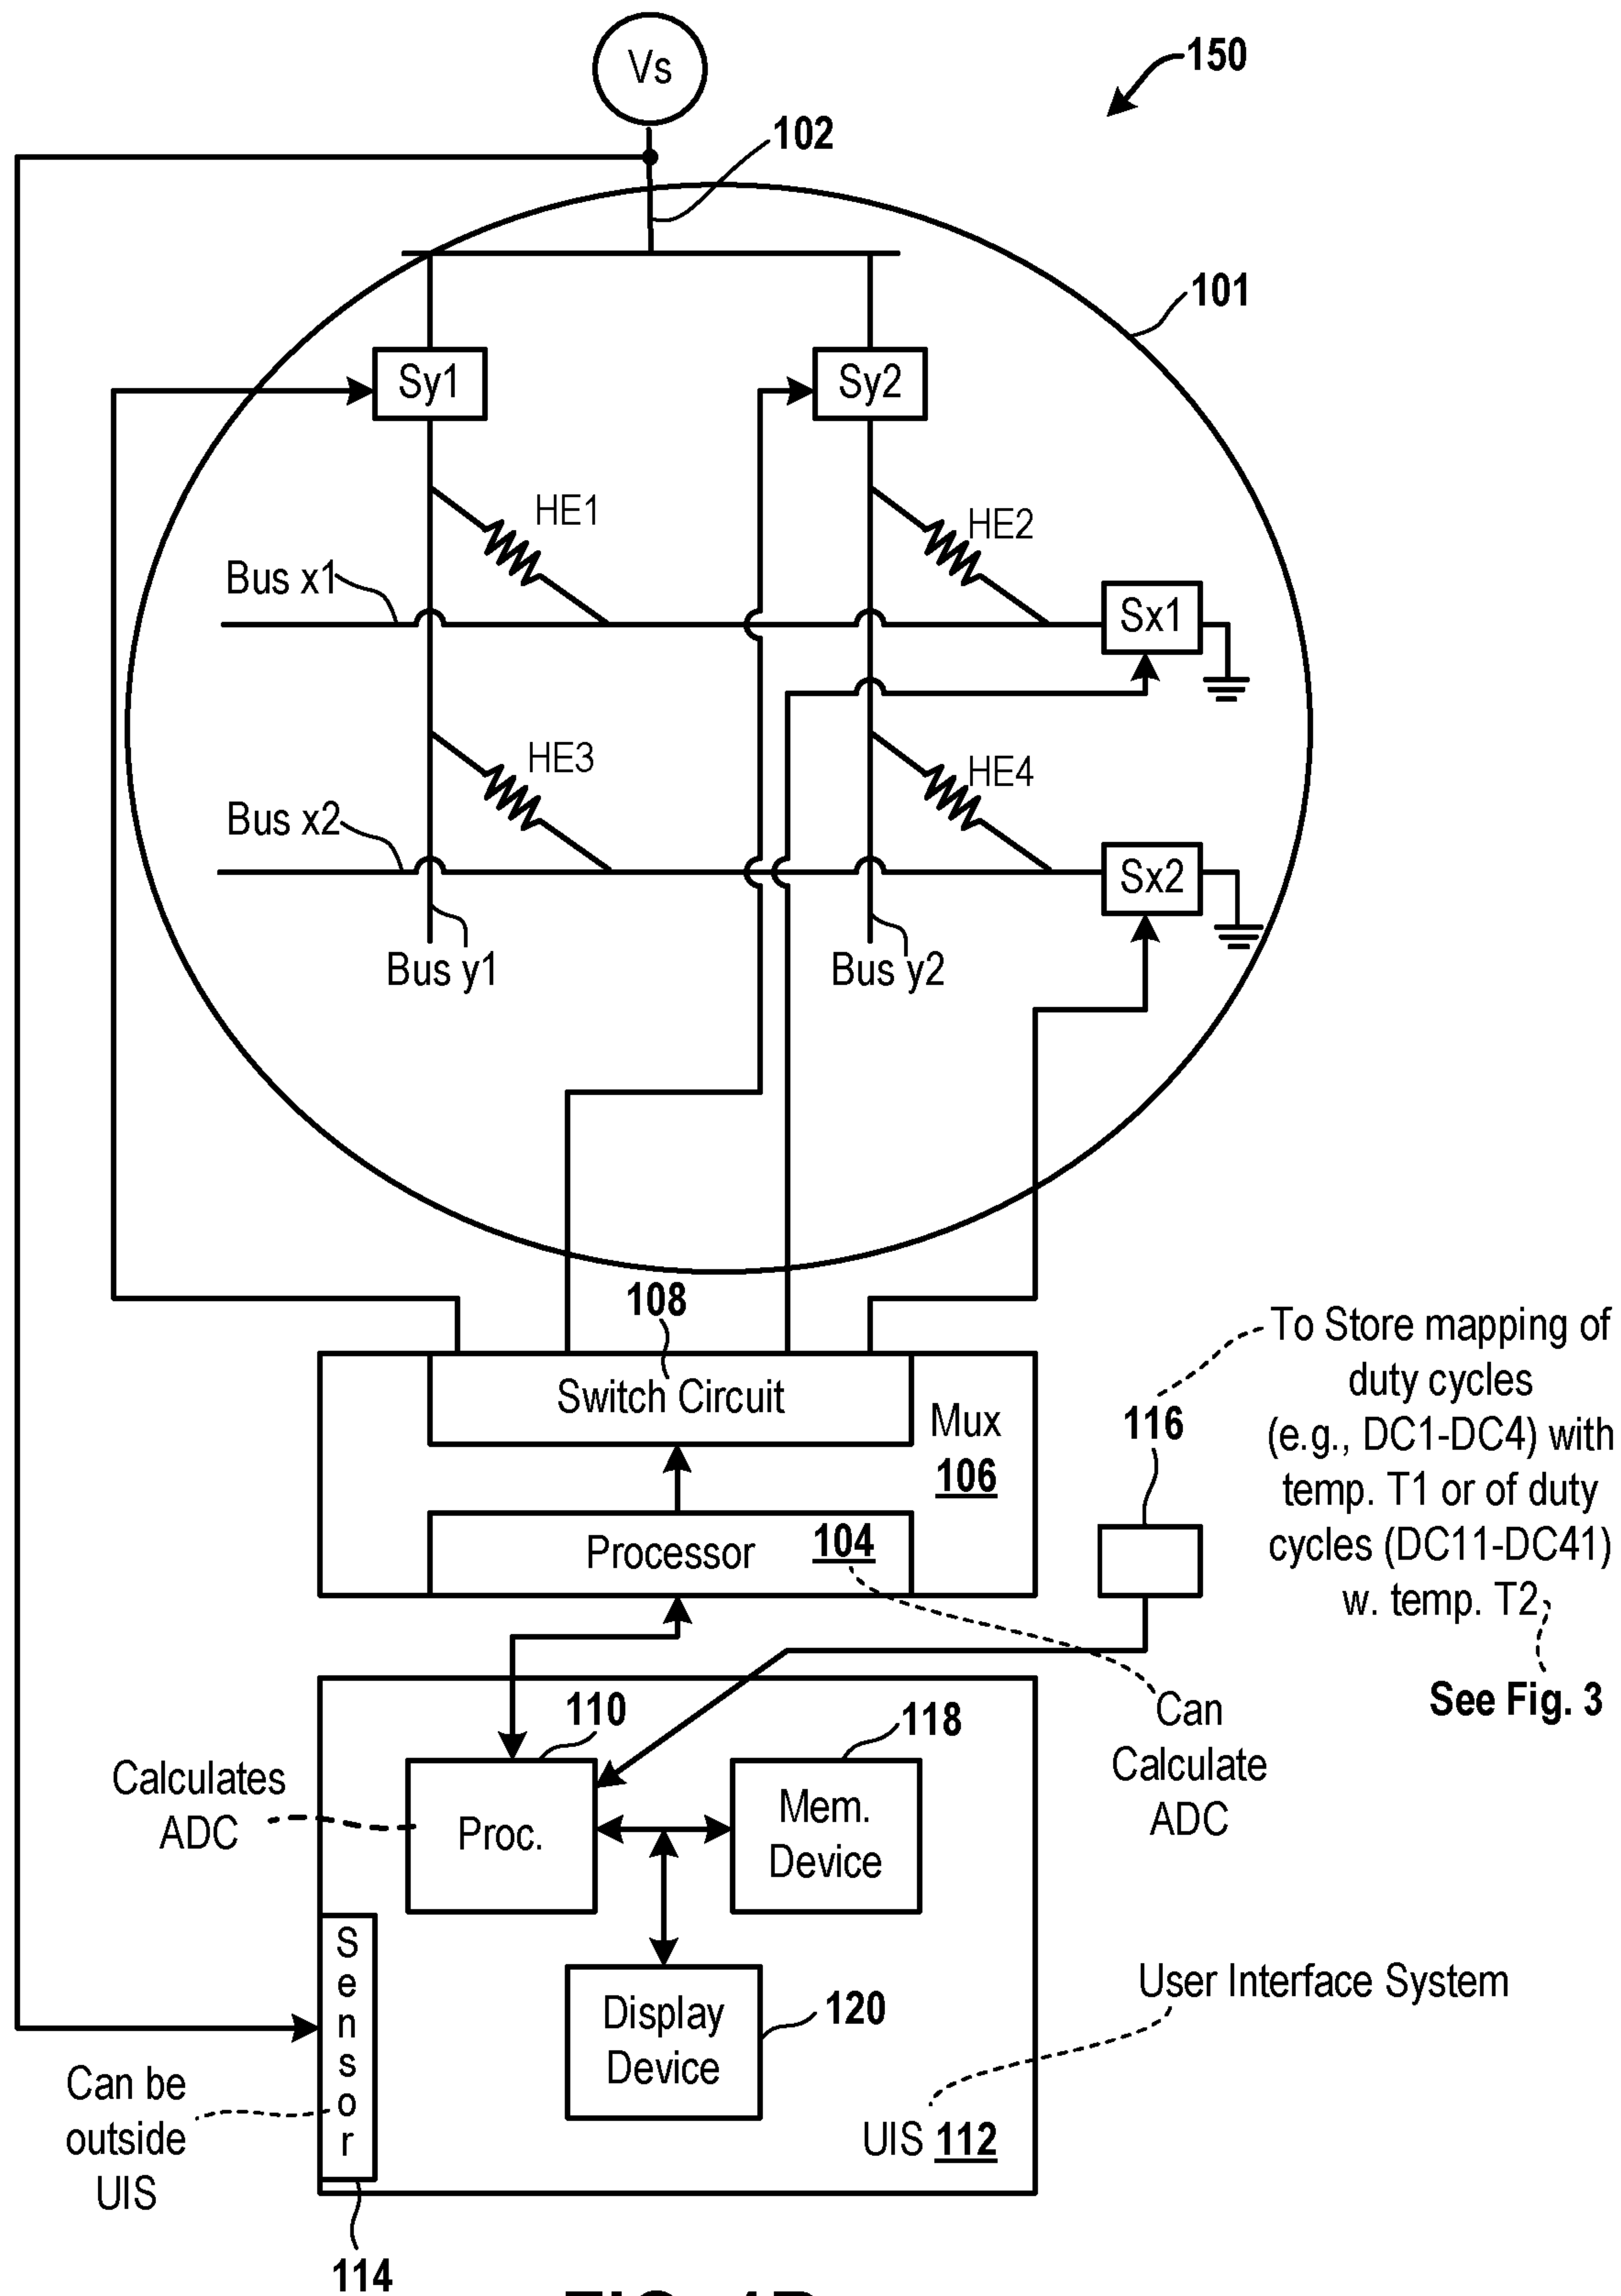 Vs
150
102
101
Sy1
Sy2
HE1
HE2
Bus x1
Sx1
HE3
HE4
Bus x2
Sx2
Bus y1
Bus y2
108
Switch Circuit
Mux
106
Processor 104
116
To Store mapping of
duty cycles
(e.g., DC1-DC4) with
temp. T1 or of duty
cycles (DC11-DC41)
w. temp. T2
See Fig. 3
Can
Calculate
ADC
110
118
Calculates
ADC
Proc.
Mem.
Device
Sensor
Display
Device
120
User Interface System
Can be
outside
UIS
UIS 112
114